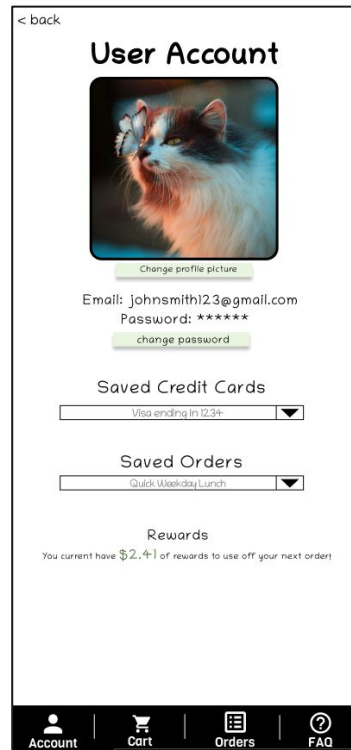 < back
User Account
Change profile picture
Email: johnsmith123@gmail.com
Password: ******
change password
Saved Credit Cards
Visa ending in 1234
Saved Orders
Quick Weekday Lunch
Rewards
You current have $2.41 of rewards to use off your next order!
Account Cart Orders FAQ